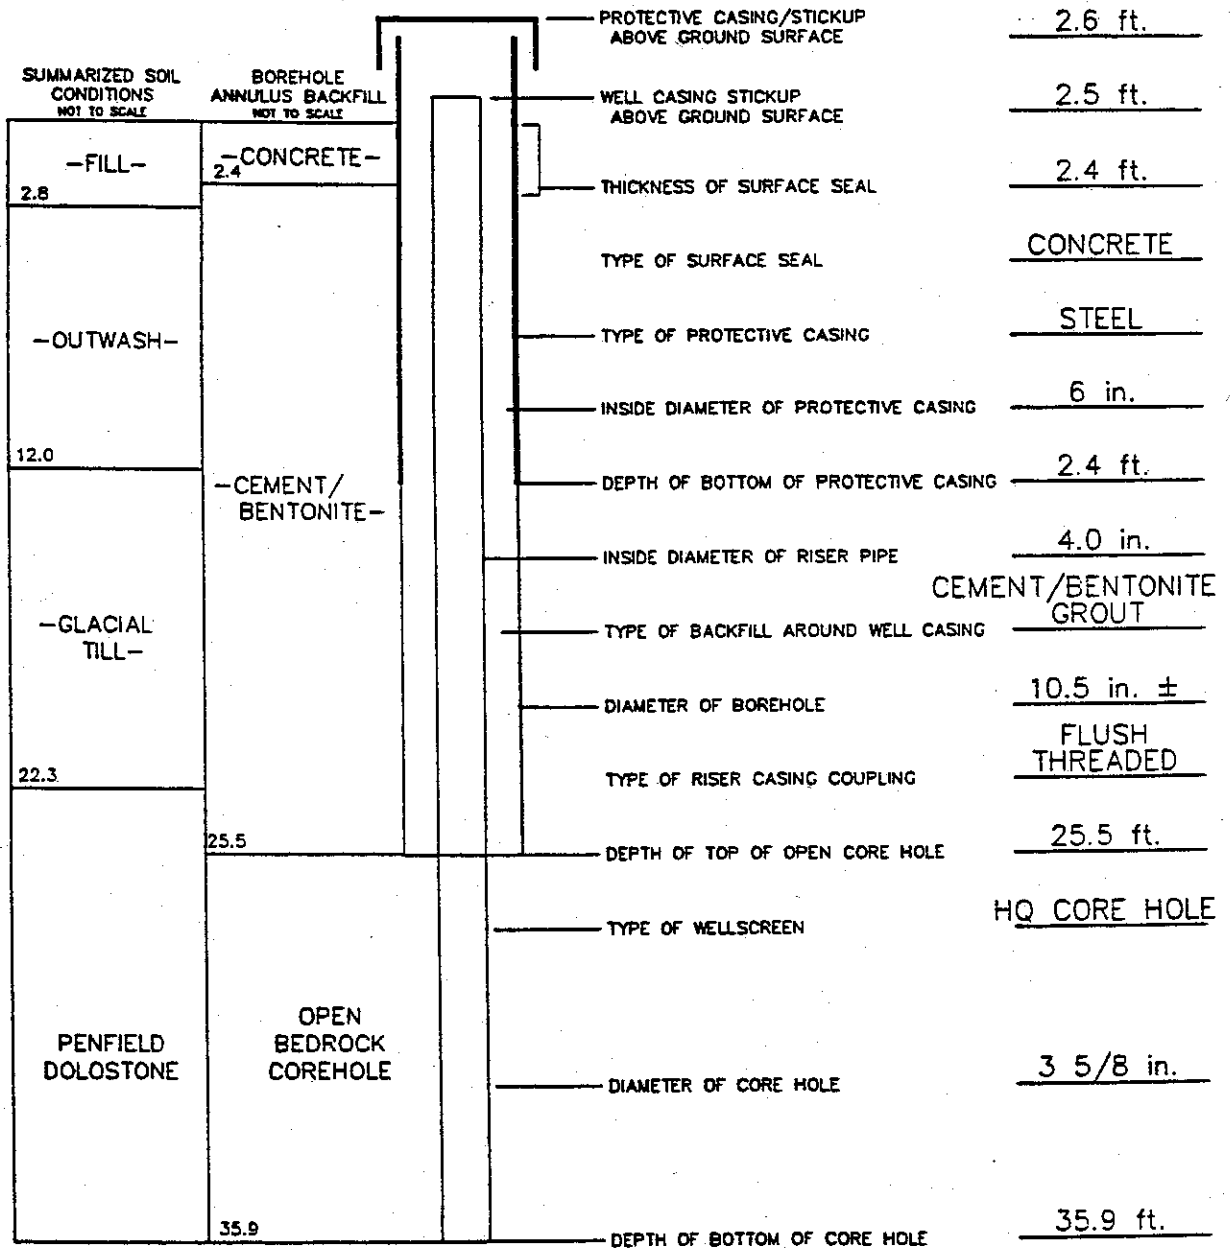 PROTECTIVE CASING/STICKUP
ABOVE GROUND SURFACE
2.6 ft.
SUMMARIZED SOIL
CONDITIONS
NOT TO SCALE
BOREHOLE
ANNULUS BACKFILL
NOT TO SCALE
WELL CASING STICKUP
ABOVE GROUND SURFACE
2.5 ft.
-FILL-
2.8
-CONCRETE-
2.4
THICKNESS OF SURFACE SEAL
2.4 ft.
TYPE OF SURFACE SEAL
CONCRETE
-OUTWASH-
12.0
TYPE OF PROTECTIVE CASING
STEEL
INSIDE DIAMETER OF PROTECTIVE CASING
6 in.
-CEMENT/
BENTONITE-
DEPTH OF BOTTOM OF PROTECTIVE CASING
2.4 ft.
INSIDE DIAMETER OF RISER PIPE
4.0 in.
-GLACIAL
TILL-
22.3
TYPE OF BACKFILL AROUND WELL CASING
CEMENT/BENTONITE
GROUT
DIAMETER OF BOREHOLE
10.5 in. ±
TYPE OF RISER CASING COUPLING
FLUSH
THREADED
25.5
DEPTH OF TOP OF OPEN CORE HOLE
25.5 ft.
TYPE OF WELLSCREEN
HQ CORE HOLE
PENFIELD
DOLOSTONE
OPEN
BEDROCK
COREHOLE
DIAMETER OF CORE HOLE
3 5/8 in.
35.9
DEPTH OF BOTTOM OF CORE HOLE
35.9 ft.